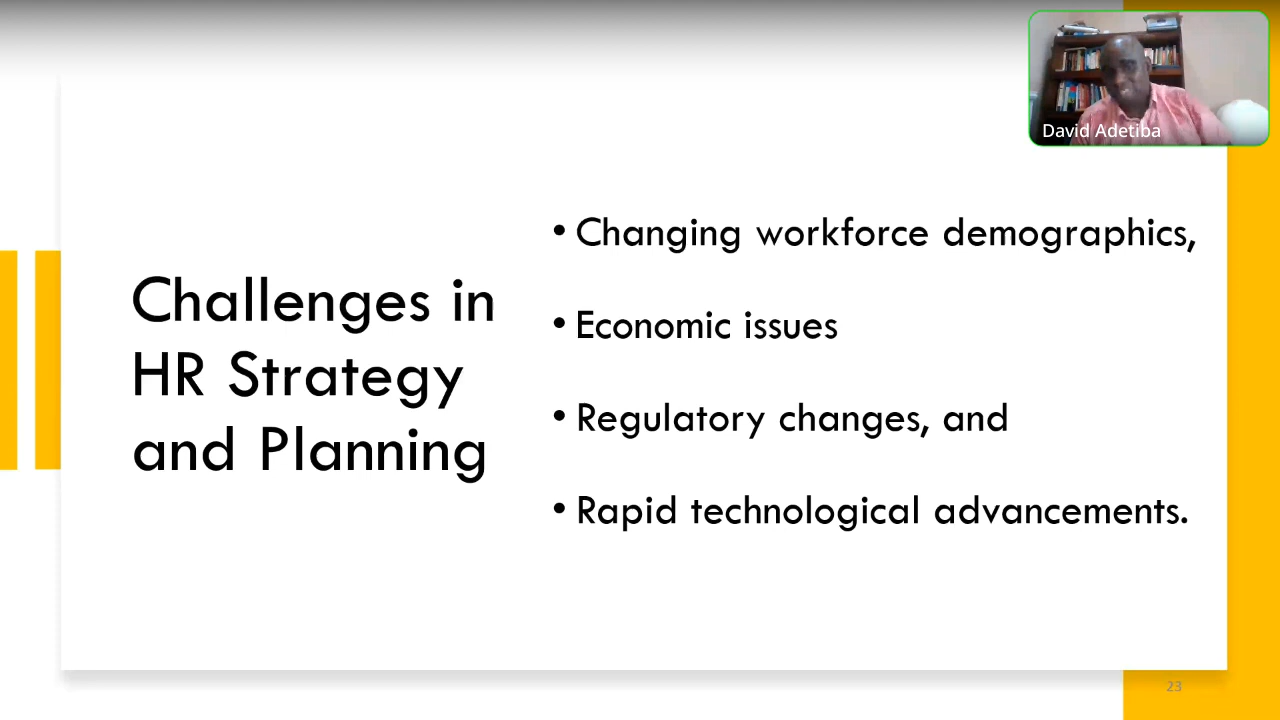 David Adetiba
Challenges in
HR Strategy
and Planning
• Changing workforce demographics,
• Economic issues
• Regulatory changes, and
• Rapid technological advancements.
23